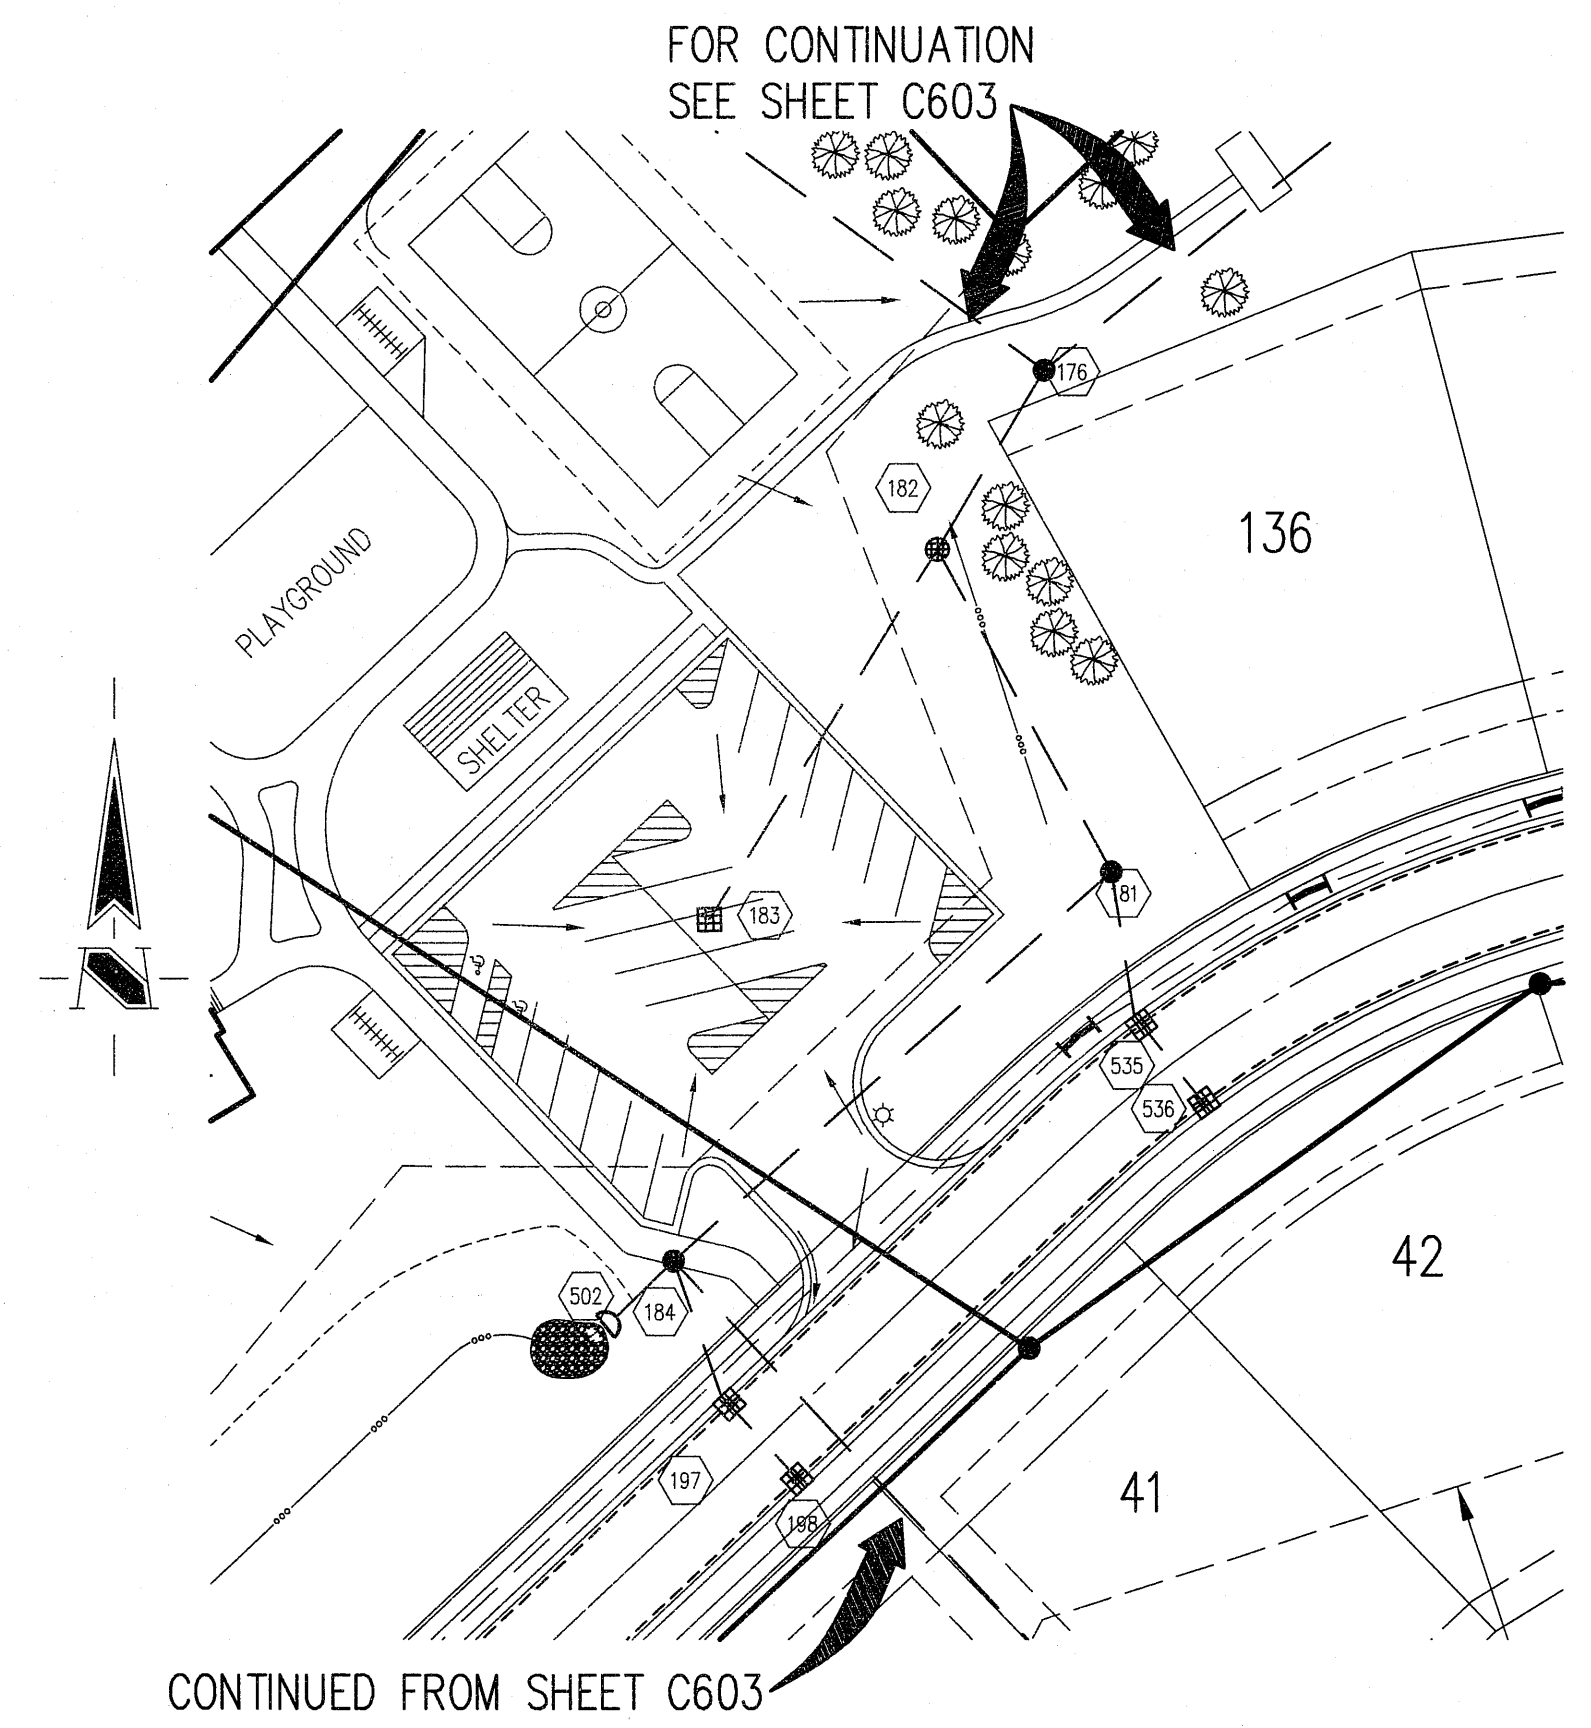 FOR CONTINUATION
SEE SHEET C603
176
182
136
PLAYGROUND
SHELTER
183
181
N
535
536
42
502
184
197
41
198
CONTINUED FROM SHEET C603